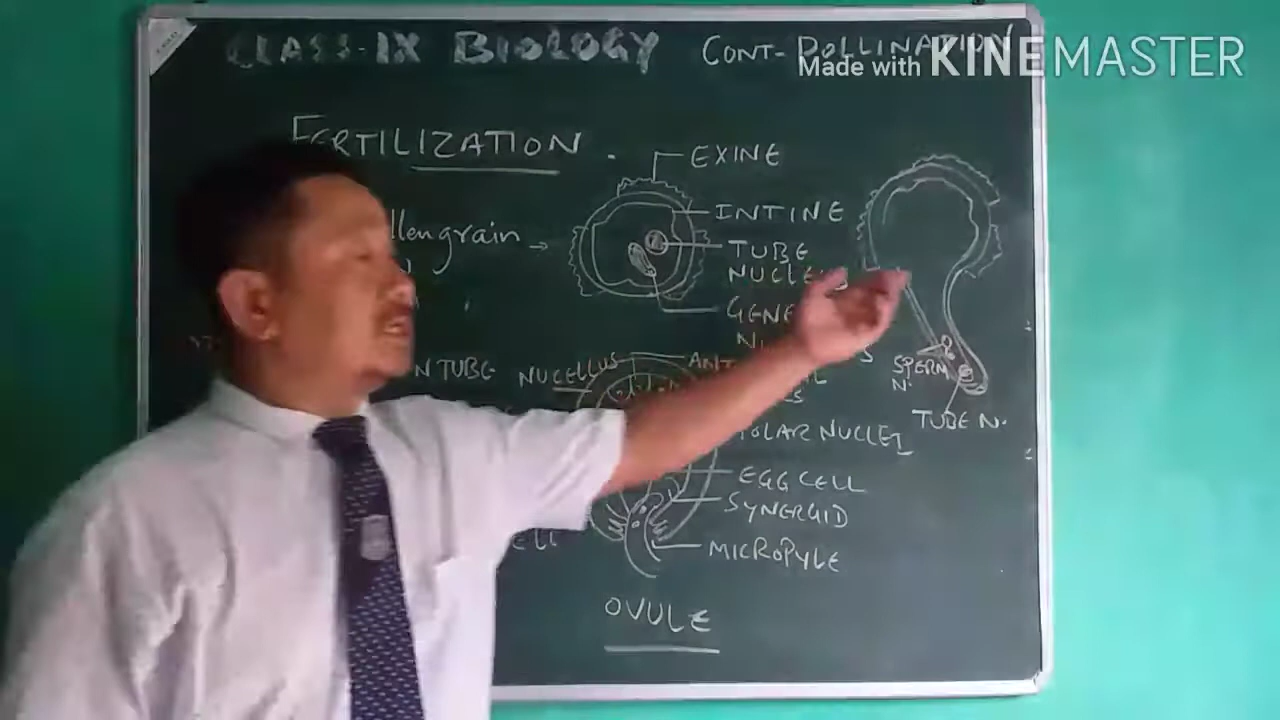 CLASS-IX BIOLOGY CONT- POLLINATION
Made with KINEMASTER
FERTILIZATION
EXINE
INTINE
TUBE
SPERM
N.
TUBE N.
N TUBE
NUCELLUS
POLAR NUCLEI
EGG CELL
SYNERGID
MICROPYLE
OVULE